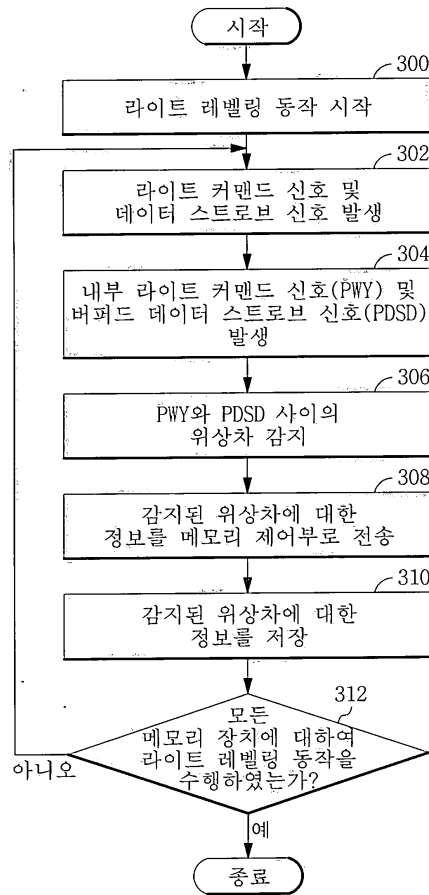 시작
300
라이트 레벨링 동작 시작
302
라이트 커맨드 신호 및
데이터 스트로브 신호 발생
304
내부 라이트 커맨드 신호(PWY) 및
버퍼드 데이터 스트로브 신호(PDSD)
발생
306
PWY와 PDSD 사이의
위상차 감지
308
감지된 위상차에 대한
정보를 메모리 제어부로 전송
310
감지된 위상차에 대한
정보를 저장
312
모든
메모리 장치에 대하여
라이트 레벨링 동작을
수행하였는가?
아니오
예
종료